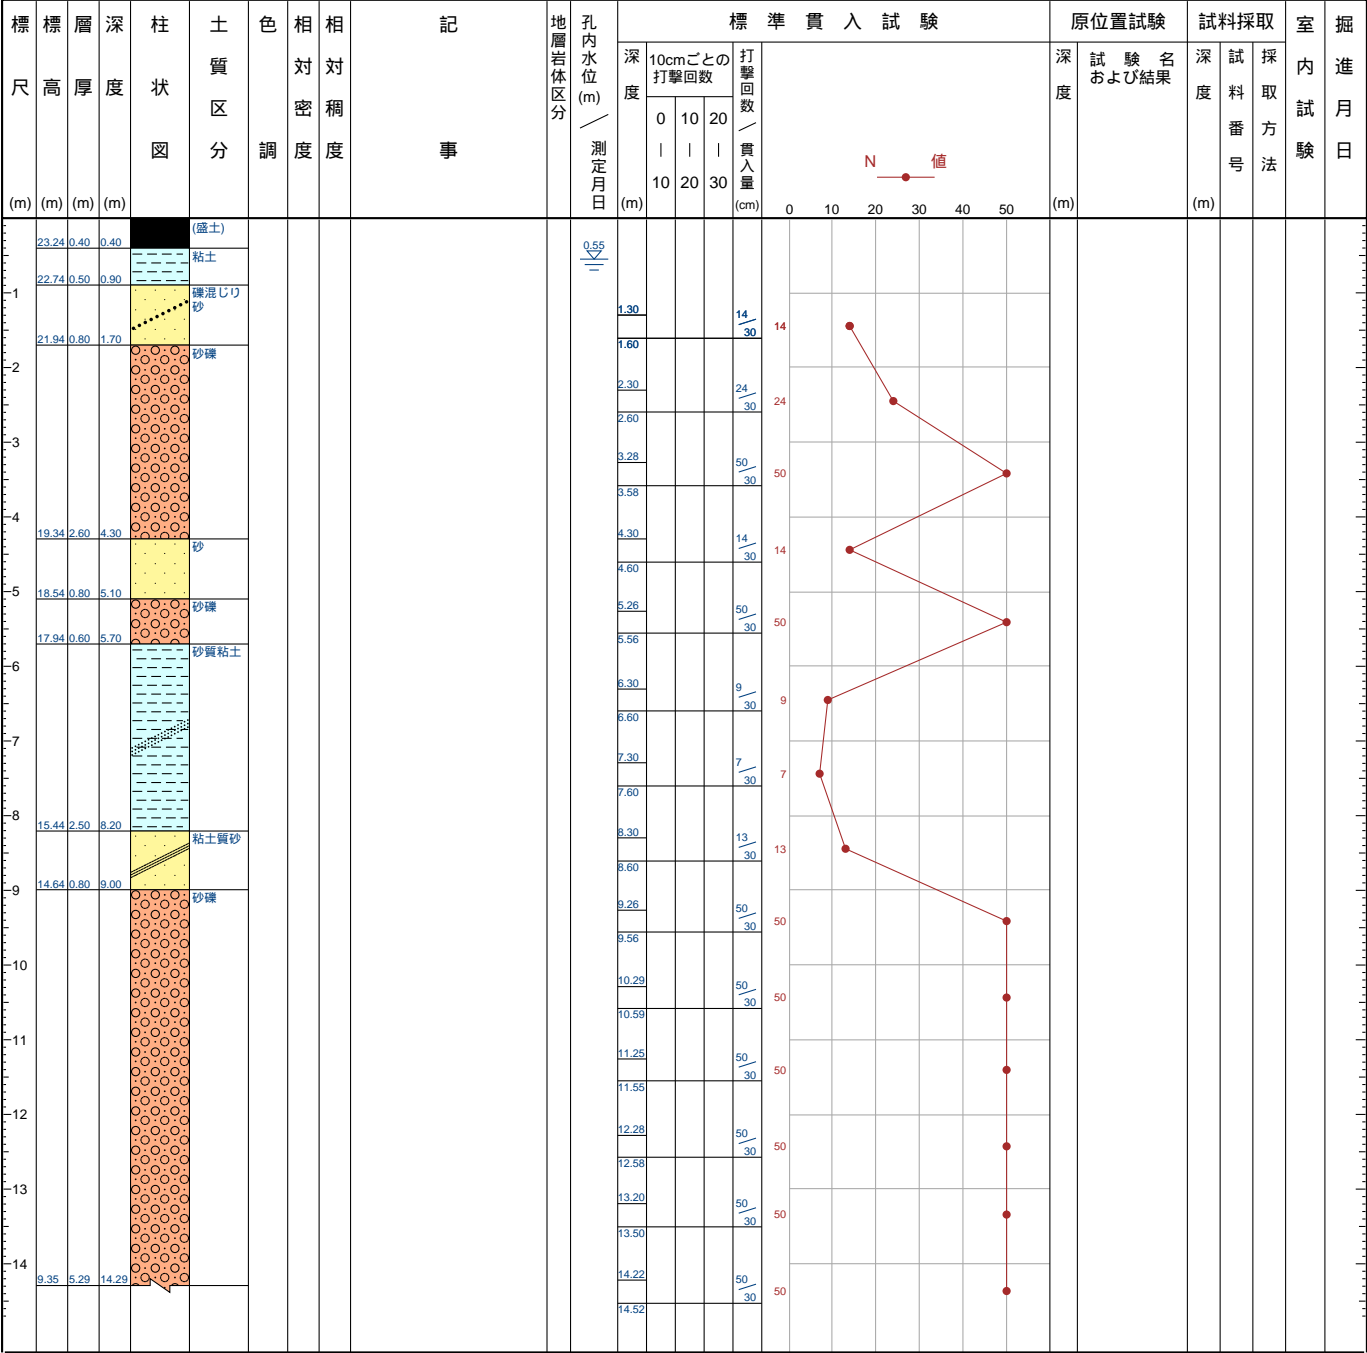 標尺 (m)
標高 (m)
層厚 (m)
深度 (m)
柱状図
土質区分
色調
相対密度
相対稠度
記事
地層岩体区分
孔内水位(m)/測定月日
標準貫入試験
深度 (m)
10cmごとの
打撃回数
0 10 20
| | |
10 20 30
打撃回数/貫入量 (cm)
N 値
0 10 20 30 40 50
原位置試験
深度 (m)
試験名
および結果
試料採取
深度 (m)
試料番号
採取方法
室内試験
掘進月日
(盛土)
23.24 0.40 0.40
粘土
22.74 0.50 0.90
礫混じり
砂
21.94 0.80 1.70
砂礫
19.34 2.60 4.30
砂
18.54 0.80 5.10
砂礫
17.94 0.60 5.70
砂質粘土
15.44 2.50 8.20
粘土質砂
14.64 0.80 9.00
砂礫
9.35 5.29 14.29
1
2
3
4
5
6
7
8
9
10
11
12
13
14
0.55
1.30 14/30 14
1.60
2.30 24/30 24
2.60
3.28 50/30 50
3.58
4.30 14/30 14
4.60
5.26 50/30 50
5.56
6.30 9/30 9
6.60
7.30 7/30 7
7.60
8.30 13/30 13
8.60
9.26 50/30 50
9.56
10.29 50/30 50
10.59
11.25 50/30 50
11.55
12.28 50/30 50
12.58
13.20 50/30 50
13.50
14.22 50/30 50
14.52